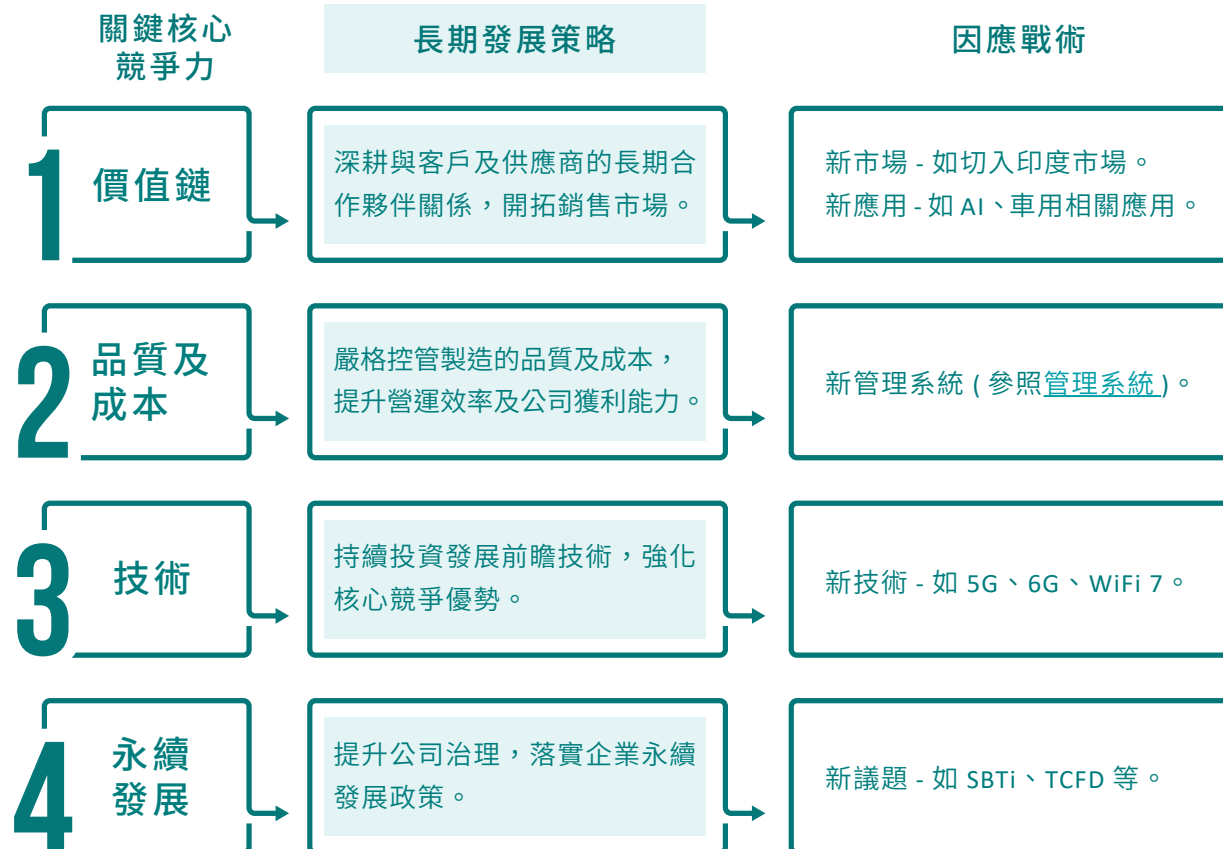 關鍵核心
競爭力
長期發展策略
因應戰術
1
價值鏈
深耕與客戶及供應商的長期合
作夥伴關係，開拓銷售市場。
新市場 - 如切入印度市場。
新應用 - 如 AI、車用相關應用。
2
品質及
成本
嚴格控管製造的品質及成本，
提升營運效率及公司獲利能力。
新管理系統 ( 參照管理系統 )。
3
技術
持續投資發展前瞻技術，強化
核心競爭優勢。
新技術 - 如 5G、6G、WiFi 7。
4
永續
發展
提升公司治理，落實企業永續
發展政策。
新議題 - 如 SBTi、TCFD 等。